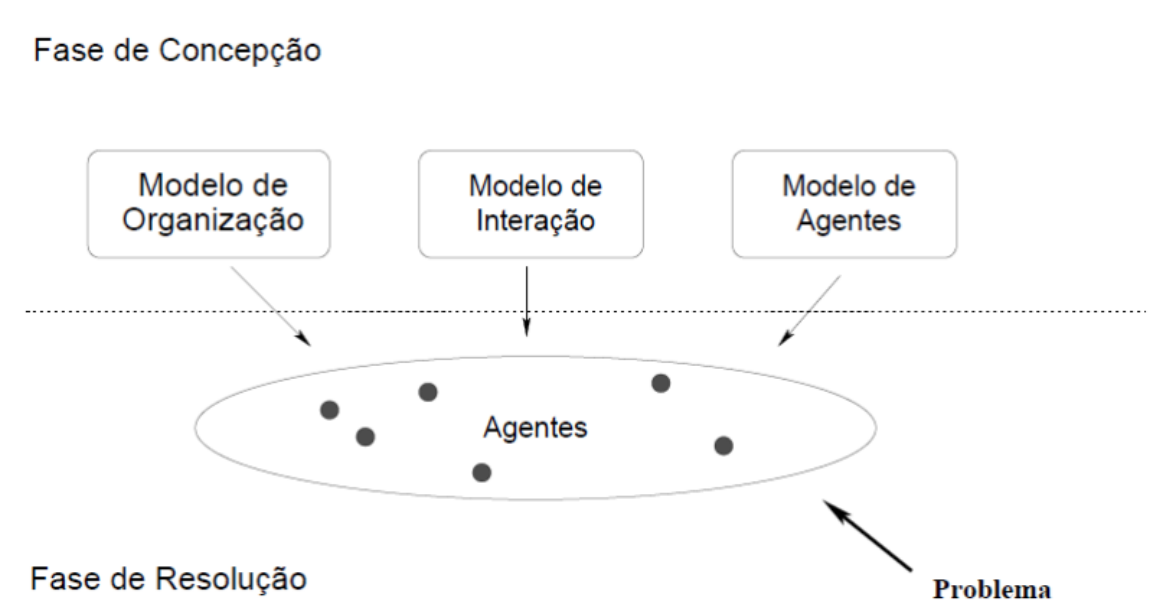 Fase de Concepção
Modelo de
Organização
Modelo de
Interação
Modelo de
Agentes
Agentes
Fase de Resolução
Problema